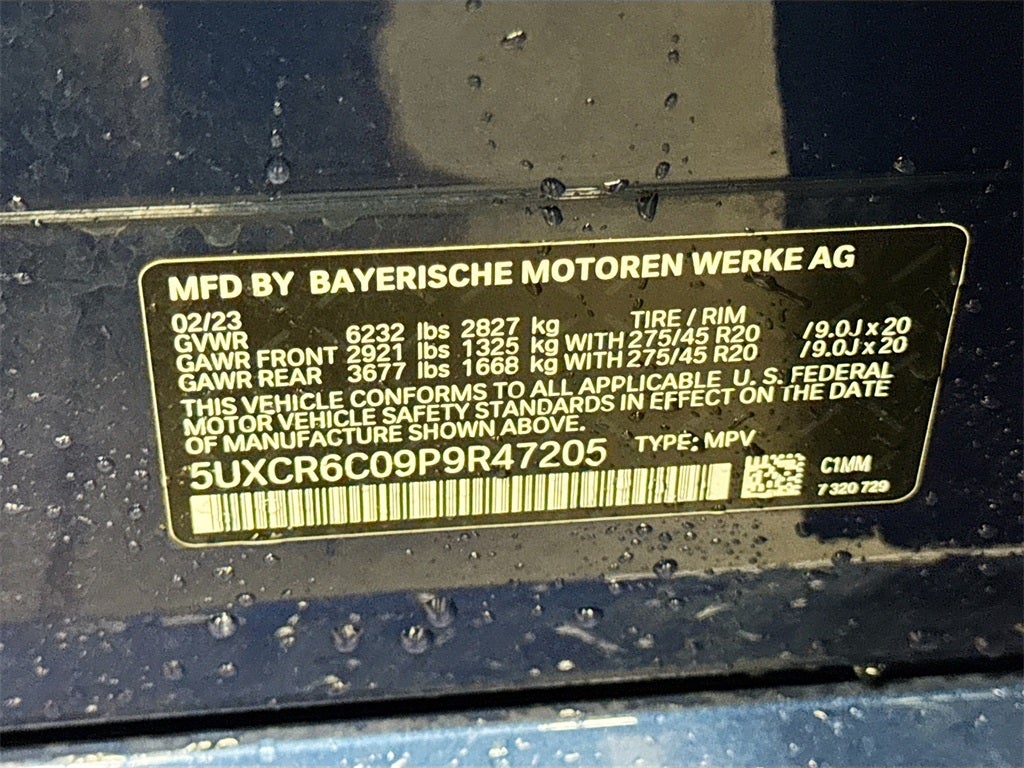 MFD BY BAYERISCHE MOTOREN WERKE AG
02/23 TIRE / RIM
GVWR 6232 lbs 2827 kg
GAWR FRONT 2921 lbs 1325 kg WITH 275/45 R20 / 9.0J x 20
GAWR REAR 3677 lbs 1668 kg WITH 275/45 R20 / 9.0J x 20
THIS VEHICLE CONFORMS TO ALL APPLICABLE U. S. FEDERAL
MOTOR VEHICLE SAFETY STANDARDS IN EFFECT ON THE DATE
OF MANUFACTURE SHOWN ABOVE.
5UXCR6C09P9R47205 TYPE: MPV
C1MM
7 320 729